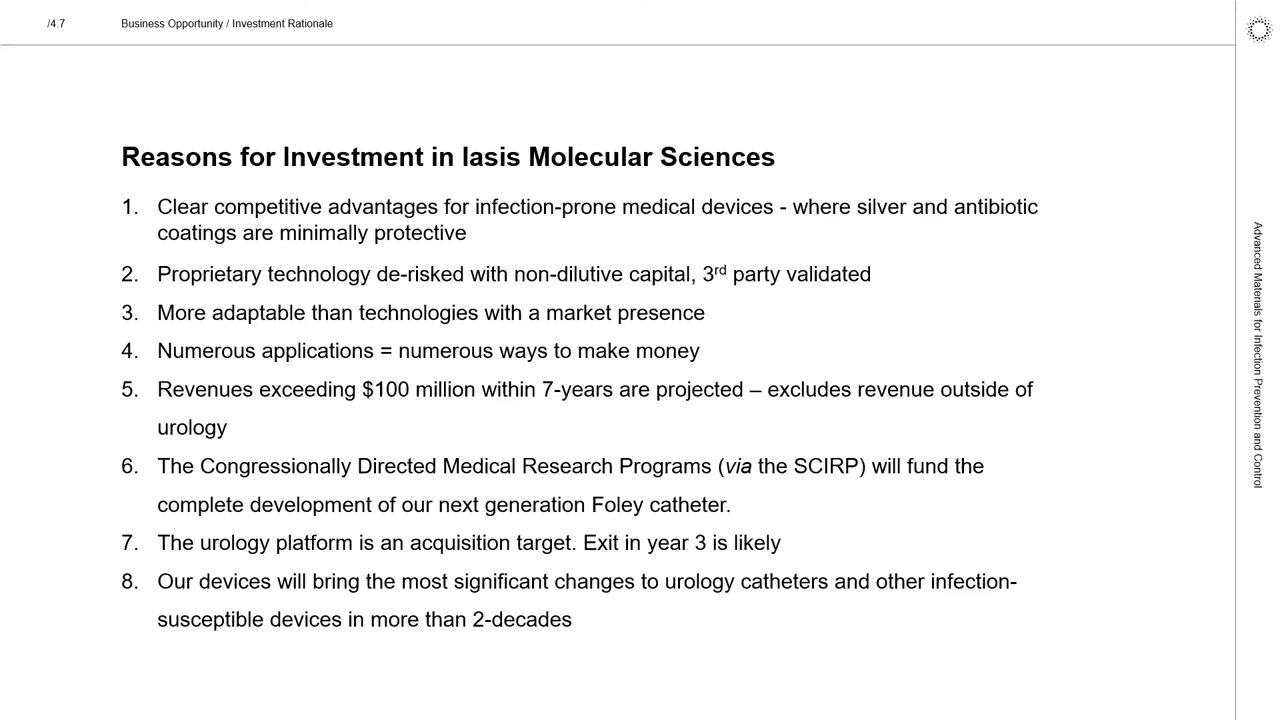 /4.7
Business Opportunity / Investment Rationale
Reasons for Investment in Iasis Molecular Sciences
1. Clear competitive advantages for infection-prone medical devices - where silver and antibiotic
coatings are minimally protective
2. Proprietary technology de-risked with non-dilutive capital, 3rd party validated
3. More adaptable than technologies with a market presence
4. Numerous applications = numerous ways to make money
5. Revenues exceeding $100 million within 7-years are projected – excludes revenue outside of
urology
6. The Congressionally Directed Medical Research Programs (via the SCIRP) will fund the
complete development of our next generation Foley catheter.
7. The urology platform is an acquisition target. Exit in year 3 is likely
8. Our devices will bring the most significant changes to urology catheters and other infection-
susceptible devices in more than 2-decades
Advanced Materials for Infection Prevention and Control